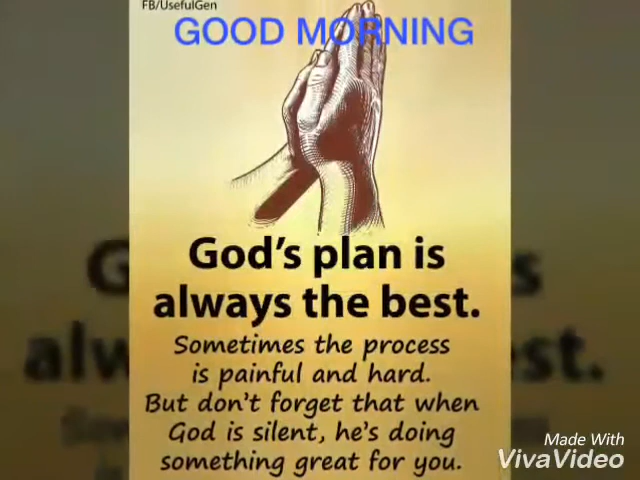 FB/UsefulGen
GOOD MORNING
God's plan is
always the best.
Sometimes the process
is painful and hard.
But don't forget that when
God is silent, he's doing
something great for you.
Made With
VivaVideo